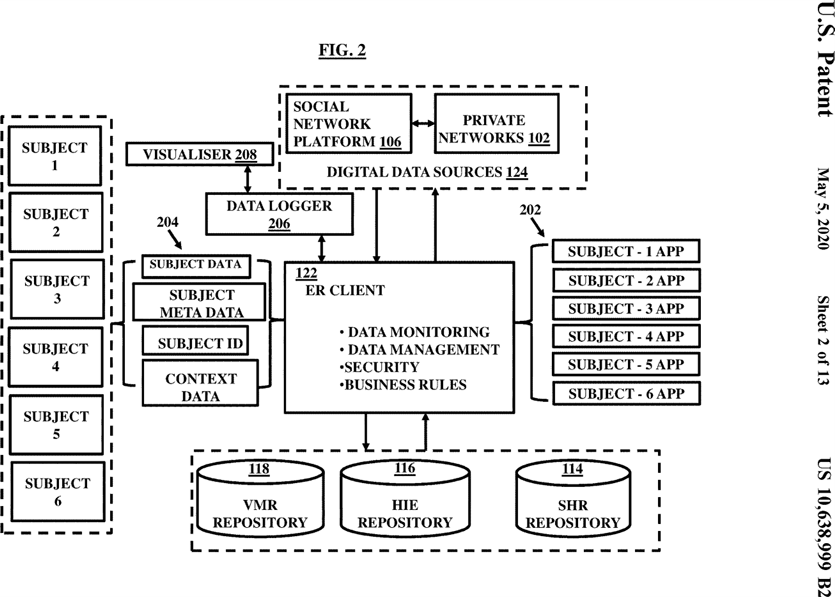 U.S. Patent
May 5, 2020
Sheet 2 of 13
US 10,638,999 B2
FIG. 2
SOCIAL
NETWORK
PLATFORM 106
PRIVATE
NETWORKS 102
DIGITAL DATA SOURCES 124
VISUALISER 208
DATA LOGGER
206
SUBJECT
1
SUBJECT
2
SUBJECT
3
SUBJECT
4
SUBJECT
5
SUBJECT
6
204
SUBJECT DATA
SUBJECT
META DATA
SUBJECT ID
CONTEXT
DATA
122
ER CLIENT
• DATA MONITORING
• DATA MANAGEMENT
•SECURITY
•BUSINESS RULES
202
SUBJECT - 1 APP
SUBJECT - 2 APP
SUBJECT - 3 APP
SUBJECT - 4 APP
SUBJECT - 5 APP
SUBJECT - 6 APP
118
VMR
REPOSITORY
116
HIE
REPOSITORY
114
SHR
REPOSITORY